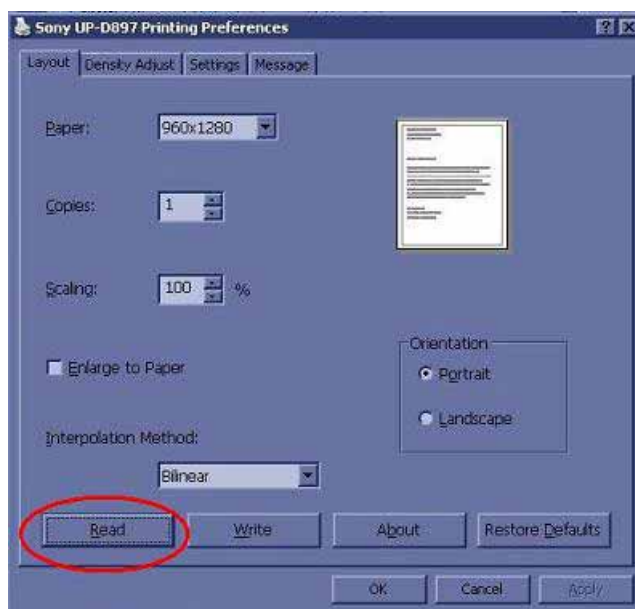 Sony UP-D897 Printing Preferences
Layout Density Adjust Settings Message
Paper: 960x1280
Copies: 1
Scaling: 100 %
Enlarge to Paper
Orientation
Portrait
Landscape
Interpolation Method:
Bilinear
Read Write About Restore Defaults
OK Cancel Apply